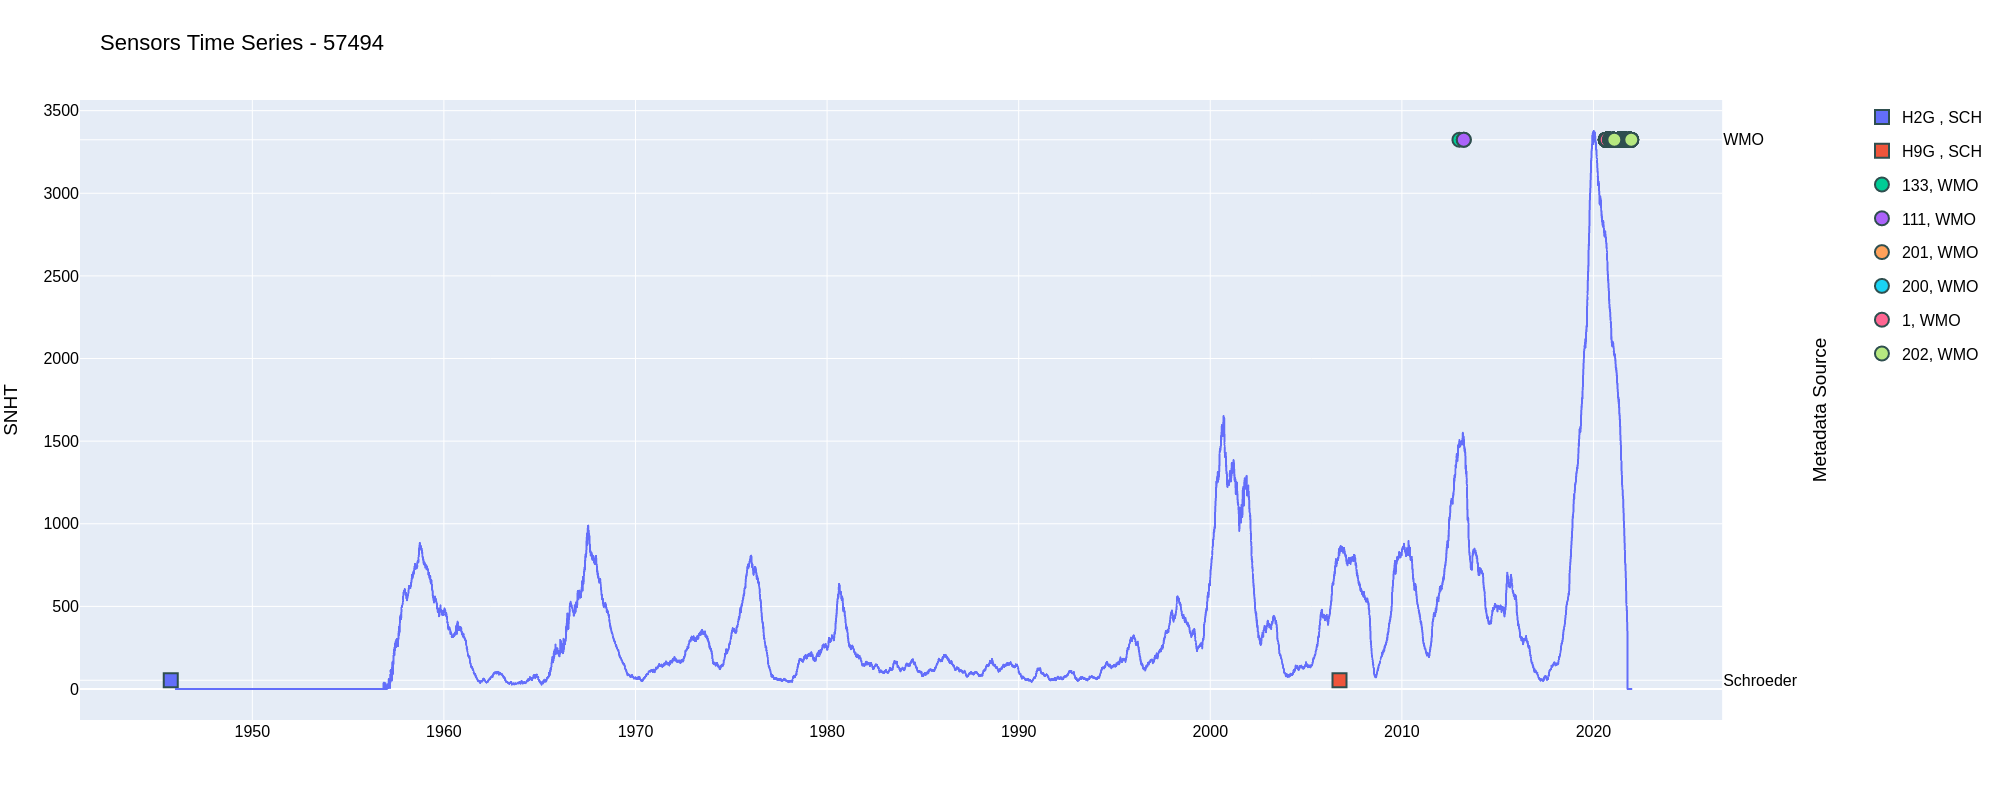 Sensors Time Series - 57494
SNHT
3500
3000
2500
2000
1500
1000
500
0
1950
1960
1970
1980
1990
2000
2010
2020
WMO
Schroeder
Metadata Source
H2G , SCH
H9G , SCH
133, WMO
111, WMO
201, WMO
200, WMO
1, WMO
202, WMO